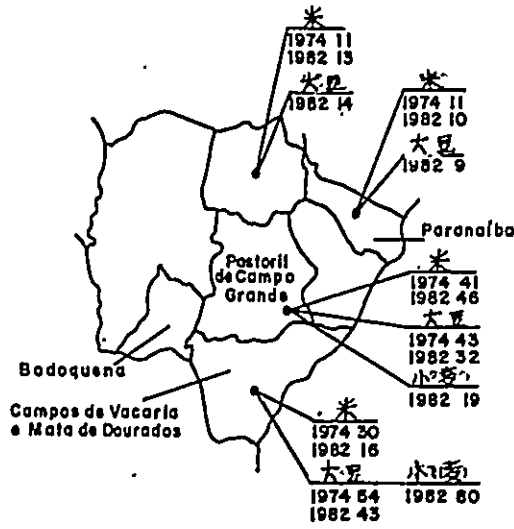 米
1974 11
1982 13
大豆
1982 14
米
1974 11
1982 10
大豆
1982 9
Paranaíba
Pastoril
de Campo
Grande
米
1974 41
1982 46
大豆
1974 43
1982 32
小麦
1982 19
Badoquena
Campos de Vacaria
e Mata de Dourados
米
1974 30
1982 16
大豆 小麦
1974 54 1982 80
1982 43